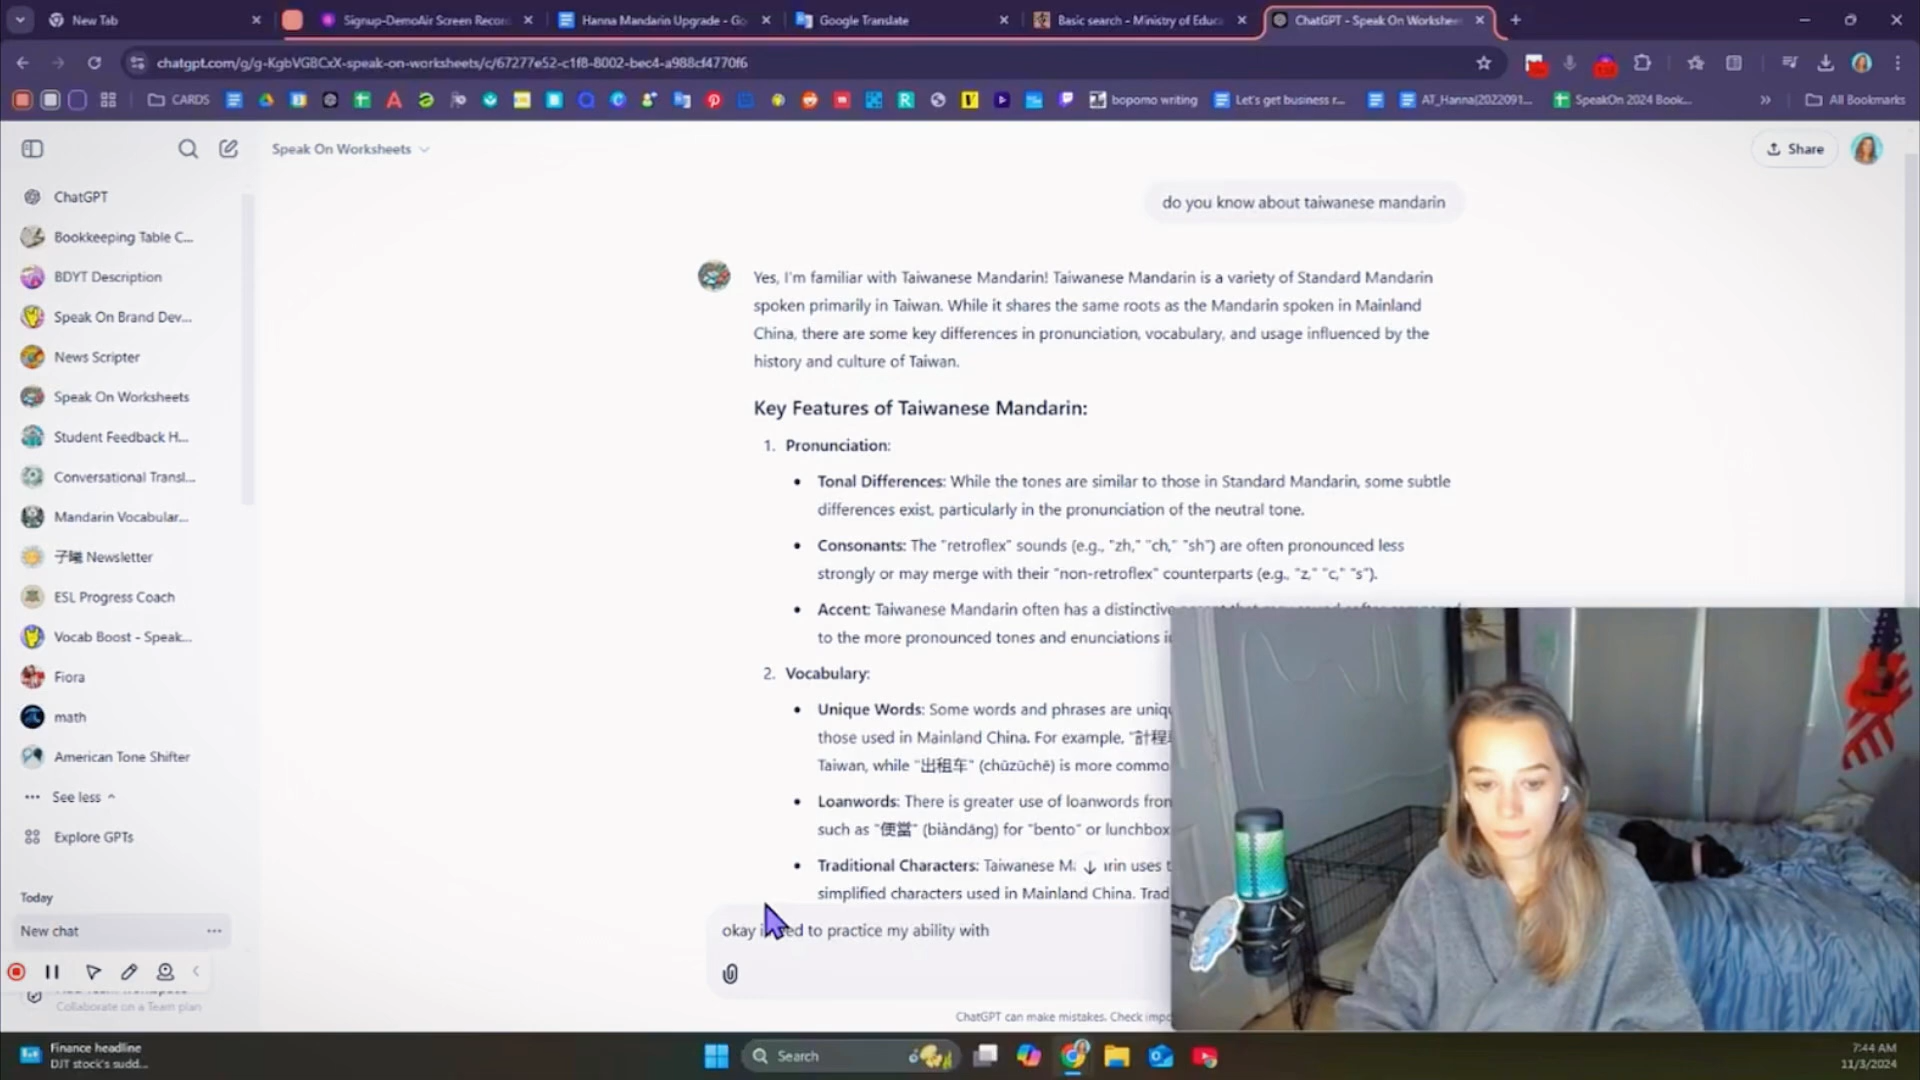 New Tab
Signup-DemoAir Screen Recor
Hanna Mandarin Upgrade - Go
Google Translate
Basic search - Ministry of Educa
ChatGPT - Speak On Workshee
chatgpt.com/g/g-KgbVG8CxX-speak-on-worksheets/c/67277e52-c1f8-8002-bec4-a988cf4770f6
CARDS
bopomo writing
Let's get business r...
AT_Hanna(2022091...
SpeakOn 2024 Book...
All Bookmarks
Speak On Worksheets
Share
ChatGPT
Bookkeeping Table C...
BDYT Description
Speak On Brand Dev...
News Scripter
Speak On Worksheets
Student Feedback H...
Conversational Transl...
Mandarin Vocabular...
子曦 Newsletter
ESL Progress Coach
Vocab Boost - Speak...
Fiora
math
American Tone Shifter
See less
Explore GPTs
Today
New chat
Collaborate on a Team plan
do you know about taiwanese mandarin
Yes, I'm familiar with Taiwanese Mandarin! Taiwanese Mandarin is a variety of Standard Mandarin
spoken primarily in Taiwan. While it shares the same roots as the Mandarin spoken in Mainland
China, there are some key differences in pronunciation, vocabulary, and usage influenced by the
history and culture of Taiwan.
Key Features of Taiwanese Mandarin:
1. Pronunciation:
• Tonal Differences: While the tones are similar to those in Standard Mandarin, some subtle
differences exist, particularly in the pronunciation of the neutral tone.
• Consonants: The "retroflex" sounds (e.g., "zh," "ch," "sh") are often pronounced less
strongly or may merge with their "non-retroflex" counterparts (e.g., "z," "c," "s").
• Accent: Taiwanese Mandarin often has a distinctive
to the more pronounced tones and enunciations
2. Vocabulary:
• Unique Words: Some words and phrases are
those used in Mainland China. For example, "計程
Taiwan, while "出租车" (chūzūchē) is more
• Loanwords: There is greater use of loanwords
such as "便當" (biàndāng) for "bento" or lunchbox
• Traditional Characters: Taiwanese uses
simplified characters used in Mainland China.
okay to practice my ability with
ChatGPT can make mistakes. Check
Finance headline
DJT stock's sudd...
Search
7:44 AM
11/3/2024